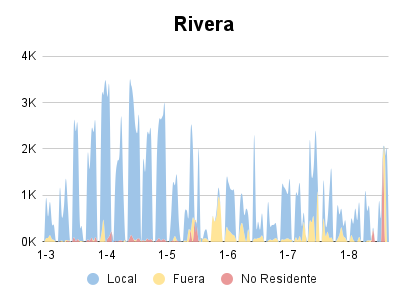 Rivera
4K
3K
2K
1K
0K
1-3 1-4 1-5 1-6 1-7 1-8
Local Fuera No Residente